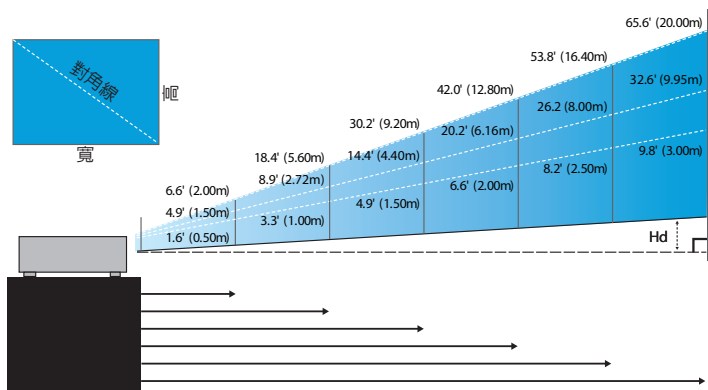 對角線
高
寬
65.6' (20.00m)
53.8' (16.40m)
32.6' (9.95m)
42.0' (12.80m)
26.2 (8.00m)
30.2' (9.20m)
20.2' (6.16m)
18.4' (5.60m)
14.4' (4.40m)
9.8' (3.00m)
8.9' (2.72m)
8.2' (2.50m)
6.6' (2.00m)
6.6' (2.00m)
4.9' (1.50m)
4.9' (1.50m)
3.3' (1.00m)
1.6' (0.50m)
Hd